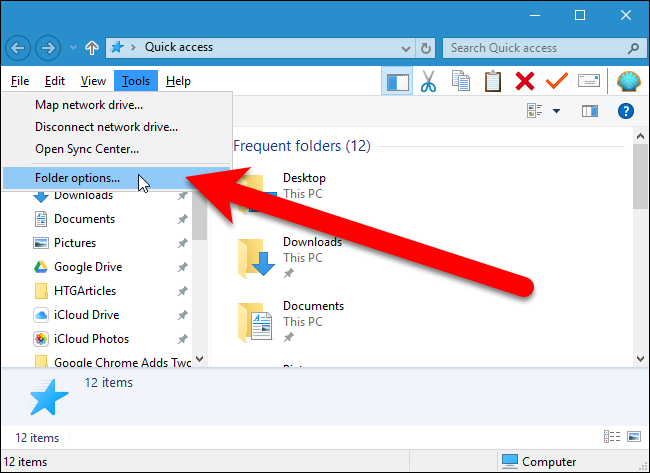 Quick access
Search Quick access
File Edit View Tools Help
Map network drive...
Disconnect network drive...
Open Sync Center...
Folder options...
Downloads
Documents
Pictures
Google Drive
HTGArticles
iCloud Drive
iCloud Photos
Google Chrome Adds Two
Frequent folders (12)
Desktop
This PC
Downloads
This PC
Documents
This PC
12 items
12 items
12 items
Computer